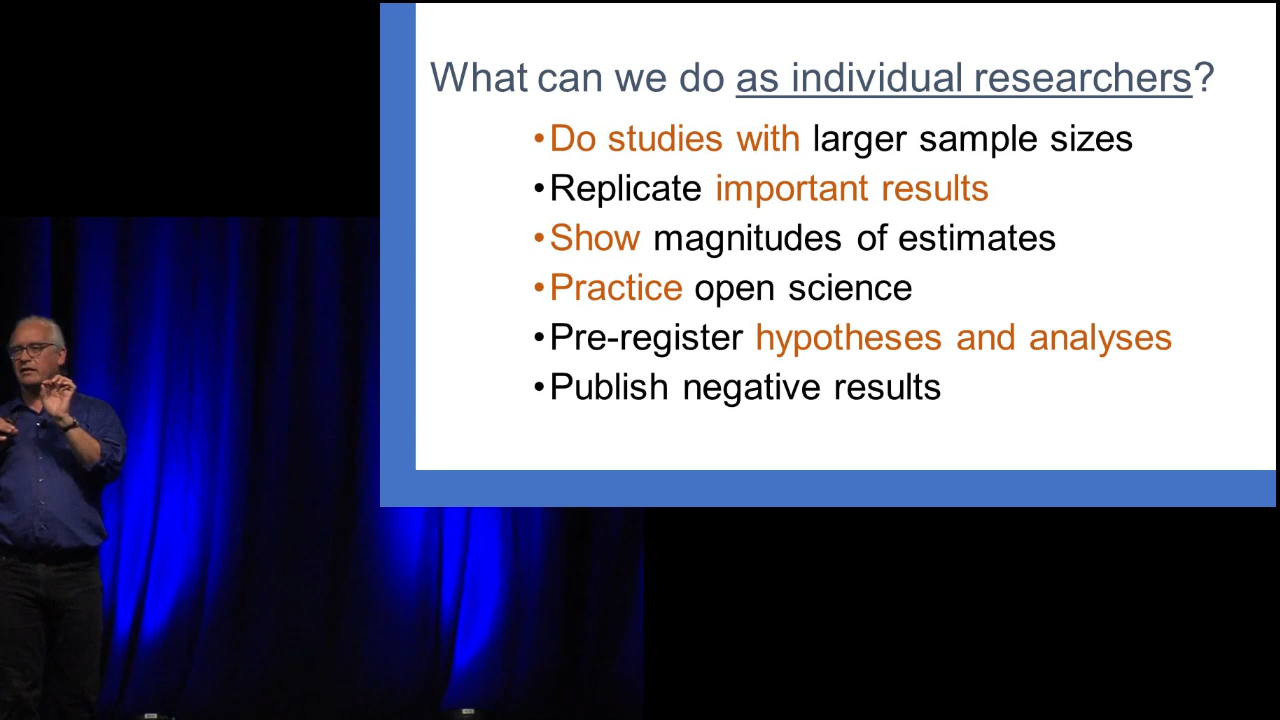 What can we do as individual researchers?
•Do studies with larger sample sizes
•Replicate important results
•Show magnitudes of estimates
•Practice open science
•Pre-register hypotheses and analyses
•Publish negative results